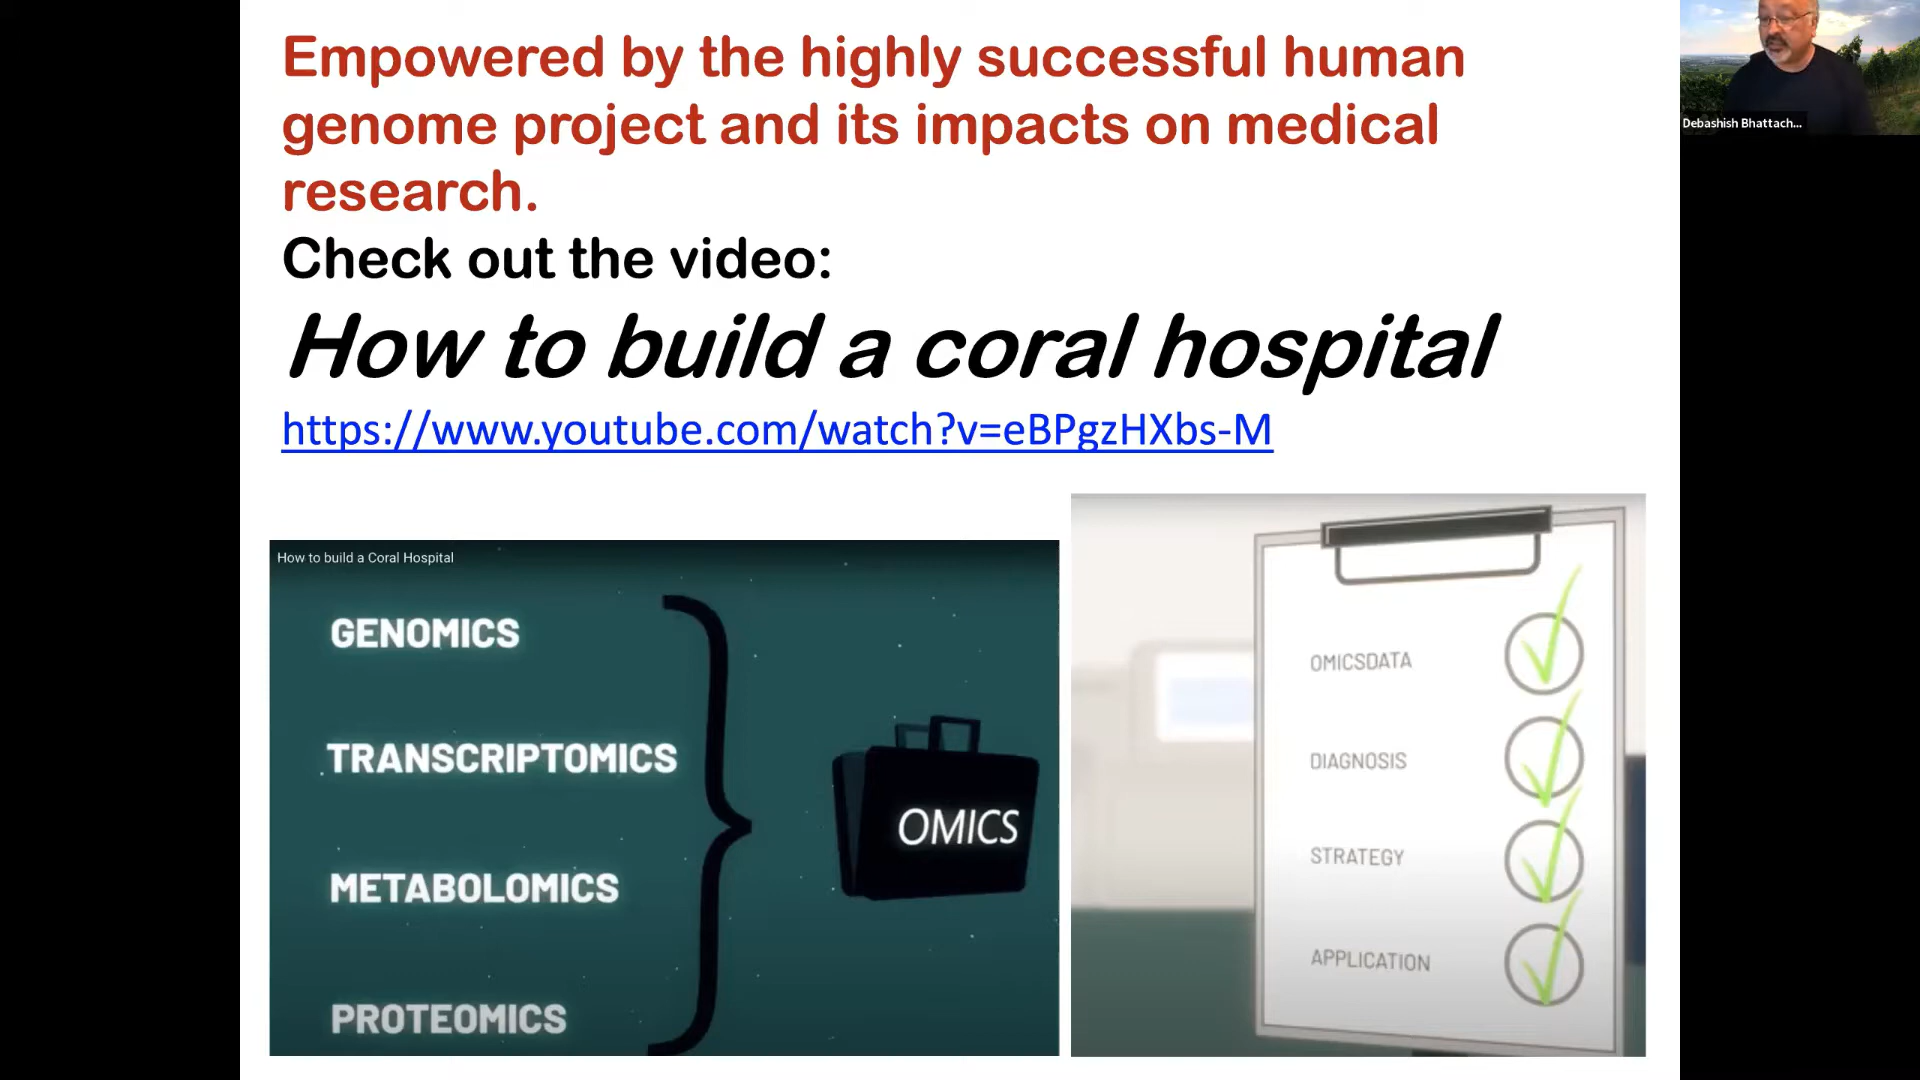 Empowered by the highly successful human
genome project and its impacts on medical
research.
Check out the video:
How to build a coral hospital
https://www.youtube.com/watch?v=eBPgzHXbs-M
Debashish Bhattach...
How to build a Coral Hospital
GENOMICS
TRANSCRIPTOMICS
METABOLOMICS
PROTEOMICS
OMICS
OMICSDATA
DIAGNOSIS
STRATEGY
APPLICATION